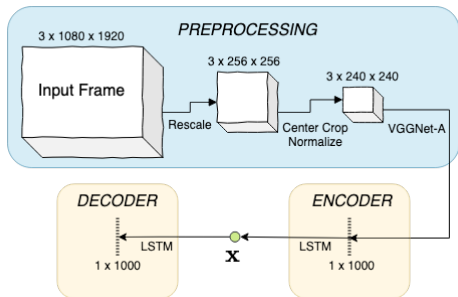 PREPROCESSING
3 x 1080 x 1920
Input Frame
Rescale
3 x 256 x 256
Center Crop
Normalize
3 x 240 x 240
VGGNet-A
DECODER
LSTM
1 x 1000
x
ENCODER
LSTM
1 x 1000